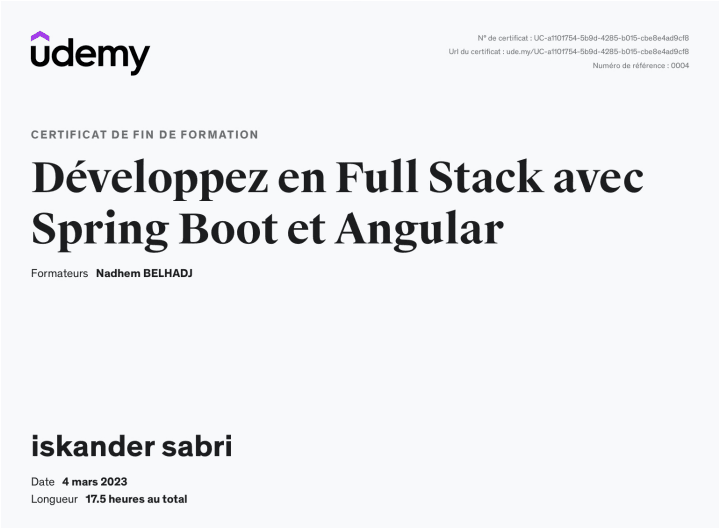 udemy
N° de certificat : UC-a1101754-5b9d-4285-b015-cbe8e4ad9cf8
Url du certificat : ude.my/UC-a1101754-5b9d-4285-b015-cbe8e4ad9cf8
Numéro de référence : 0004
CERTIFICAT DE FIN DE FORMATION
Développez en Full Stack avec
Spring Boot et Angular
Formateurs Nadhem BELHADJ
iskander sabri
Date 4 mars 2023
Longueur 17.5 heures au total